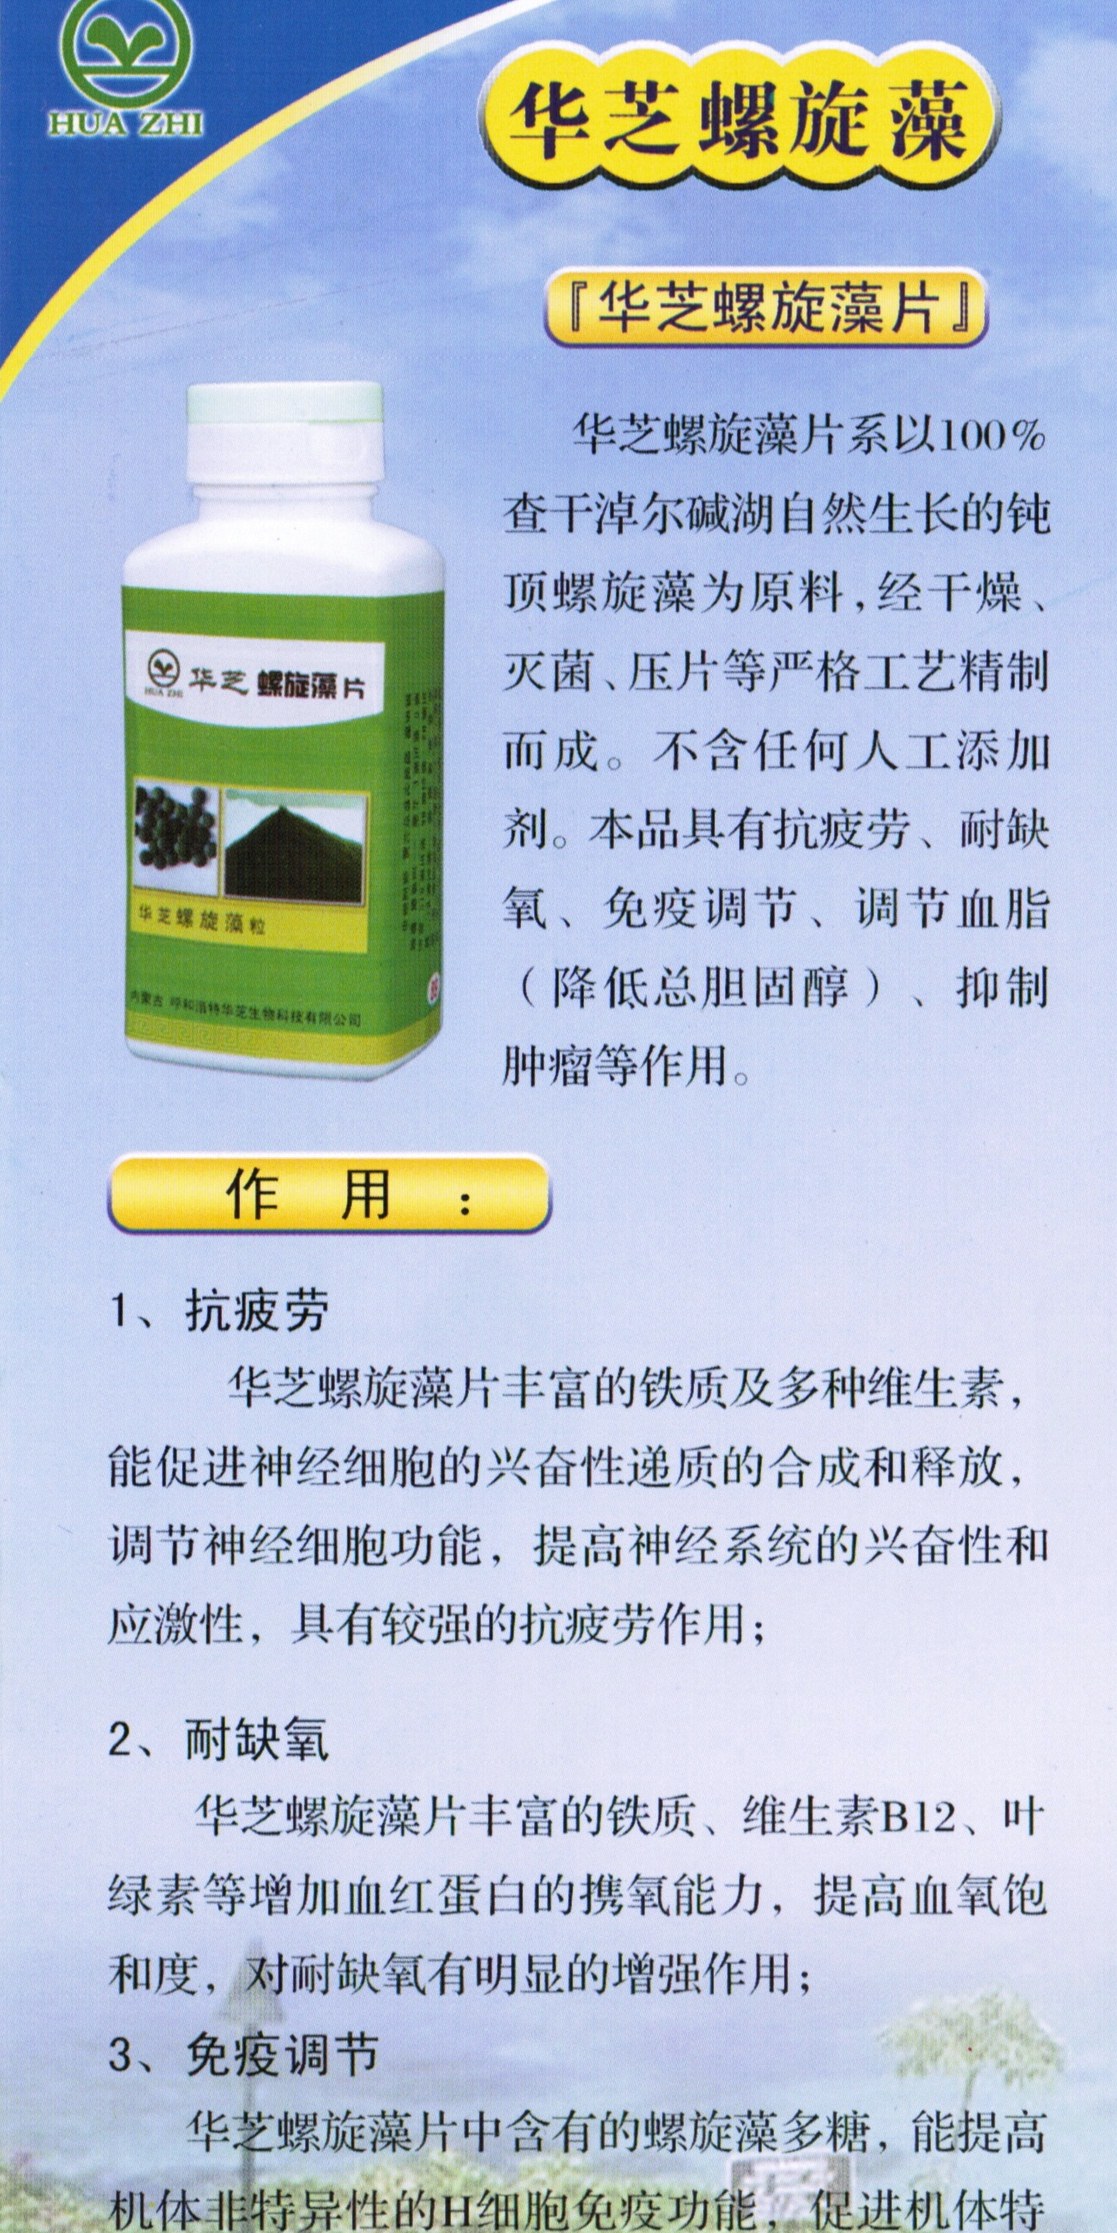 HUA ZHI
华芝螺旋藻
『华芝螺旋藻片』
华芝螺旋藻片系以100%
查干淖尔碱湖自然生长的钝
顶螺旋藻为原料,经干燥、
灭菌、压片等严格工艺精制
而成。不含任何人工添加
剂。本品具有抗疲劳、耐缺
氧、免疫调节、调节血脂
（降低总胆固醇）、抑制
肿瘤等作用。
HUA ZHI
华芝螺旋藻片
华芝螺旋藻粒
内蒙古 呼和浩特华芝生物科技有限公司
作 用 ：
1、抗疲劳
华芝螺旋藻片丰富的铁质及多种维生素，
能促进神经细胞的兴奋性递质的合成和释放，
调节神经细胞功能，提高神经系统的兴奋性和
应激性，具有较强的抗疲劳作用；
2、耐缺氧
华芝螺旋藻片丰富的铁质、维生素B12、叶
绿素等增加血红蛋白的携氧能力，提高血氧饱
和度，对耐缺氧有明显的增强作用；
3、免疫调节
华芝螺旋藻片中含有的螺旋藻多糖，能提高
机体非特异性的H细胞免疫功能，促进机体特